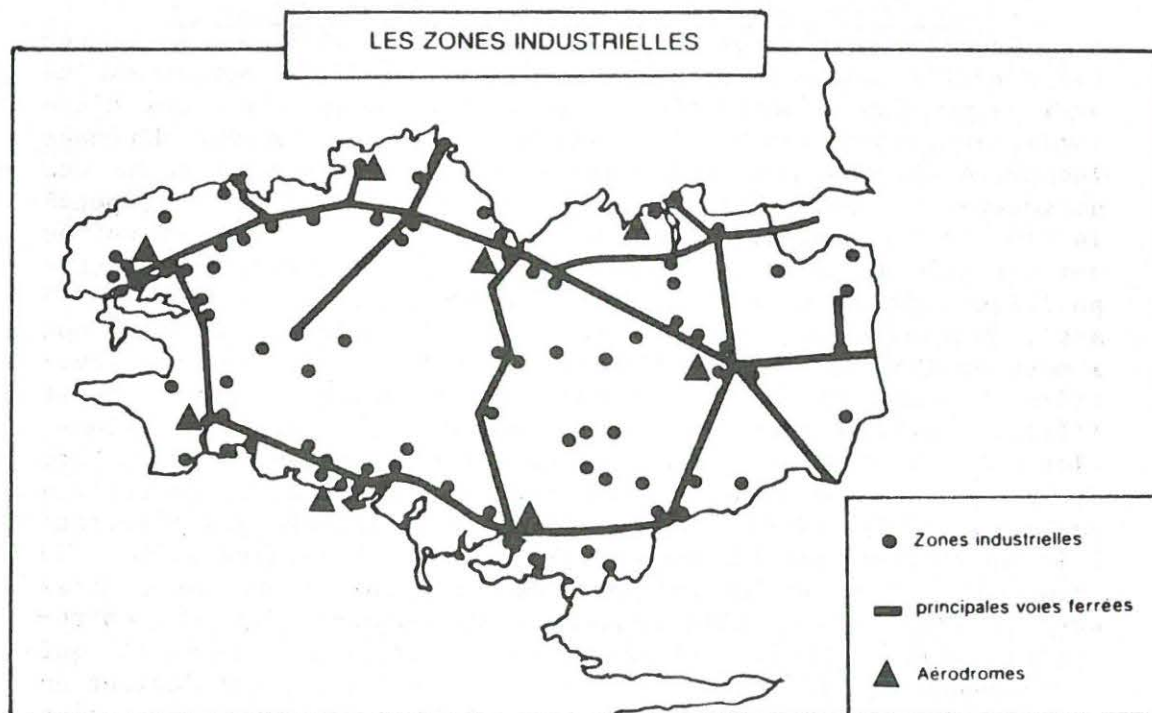 LES ZONES INDUSTRIELLES
Zones industrielles
principales voies ferrées
Aérodromes